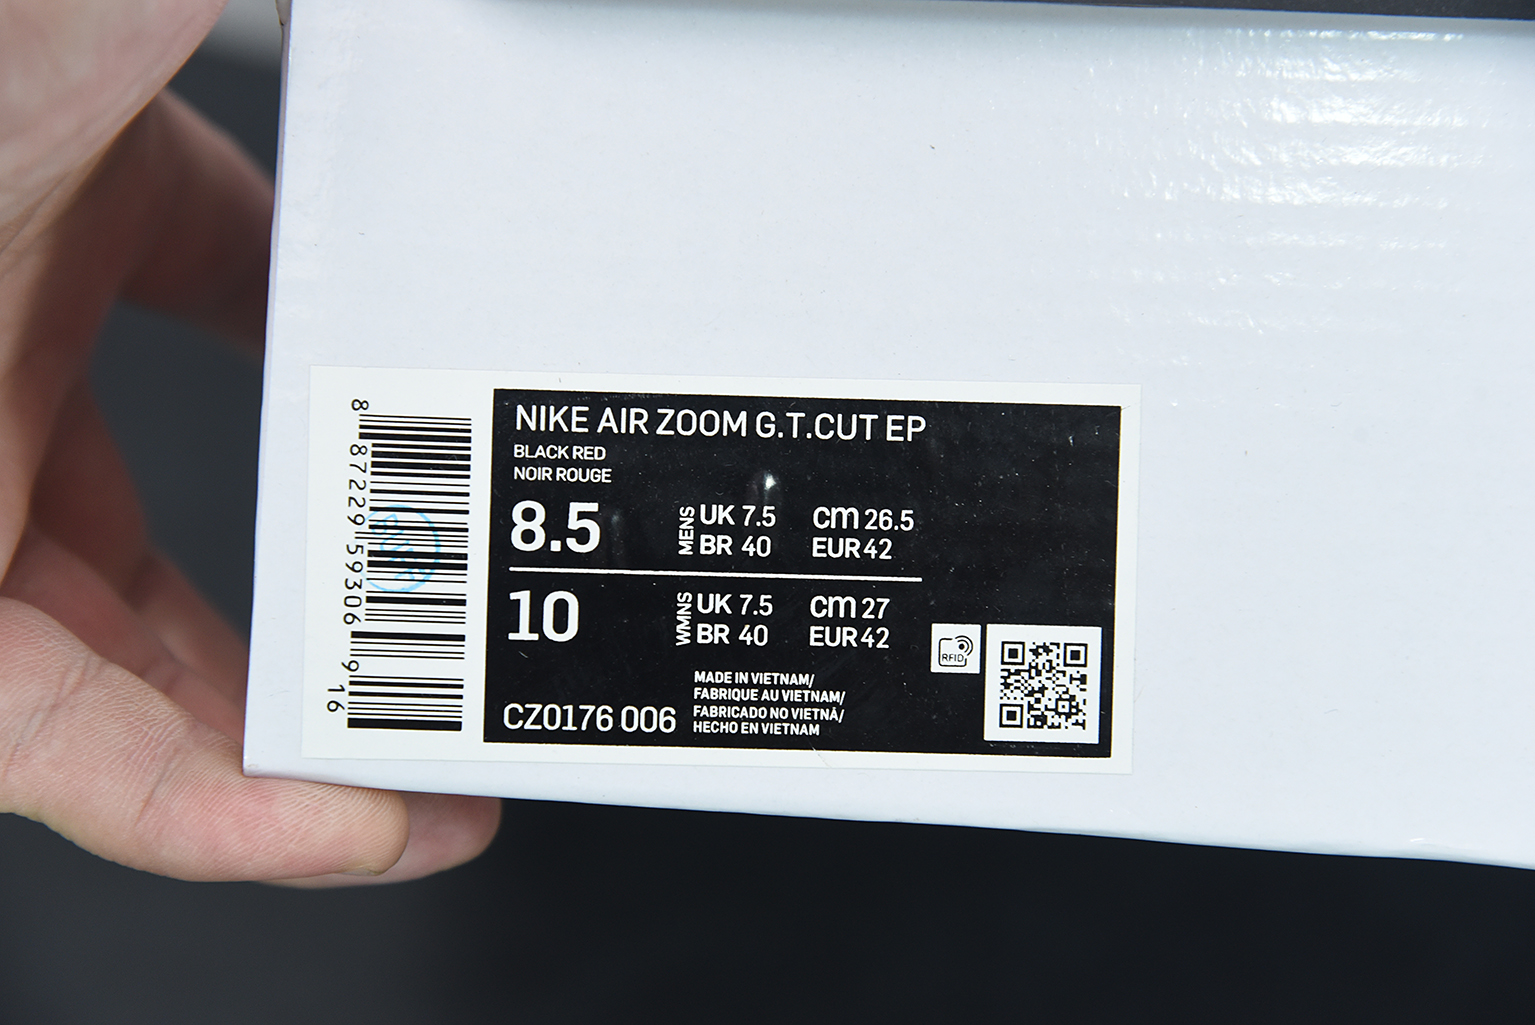 8 87229 59306 9
16
NIKE AIR ZOOM G.T.CUT EP
BLACK RED
NOIR ROUGE
8.5
MENS
UK 7.5 cm 26.5
BR 40 EUR 42
10
WMNS
UK 7.5 cm 27
BR 40 EUR 42
RFID
CZ0176 006
MADE IN VIETNAM/
FABRIQUE AU VIETNAM/
FABRICADO NO VIETNÃ/
HECHO EN VIETNAM